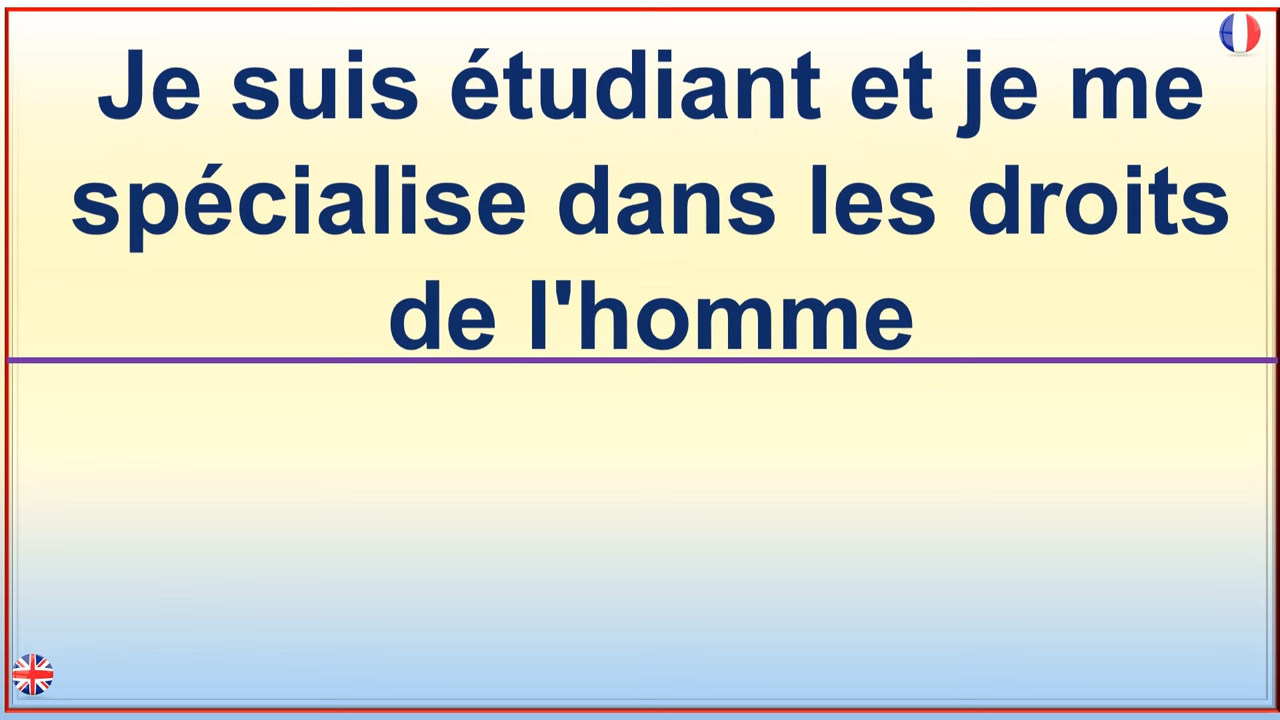 Je suis étudiant et je me
spécialise dans les droits
de l'homme